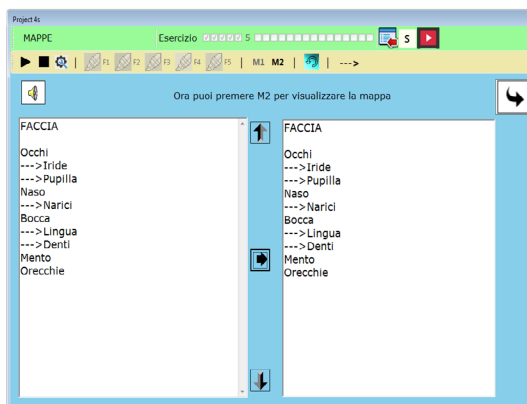 Project 4s
MAPPE Esercizio 5 S
F1 F2 F3 F4 F5 M1 M2 --->
Ora puoi premere M2 per visualizzare la mappa
FACCIA
Occhi
--->Iride
--->Pupilla
Naso
--->Narici
Bocca
--->Lingua
--->Denti
Mento
Orecchie
FACCIA
Occhi
--->Iride
--->Pupilla
Naso
--->Narici
Bocca
--->Lingua
--->Denti
Mento
Orecchie